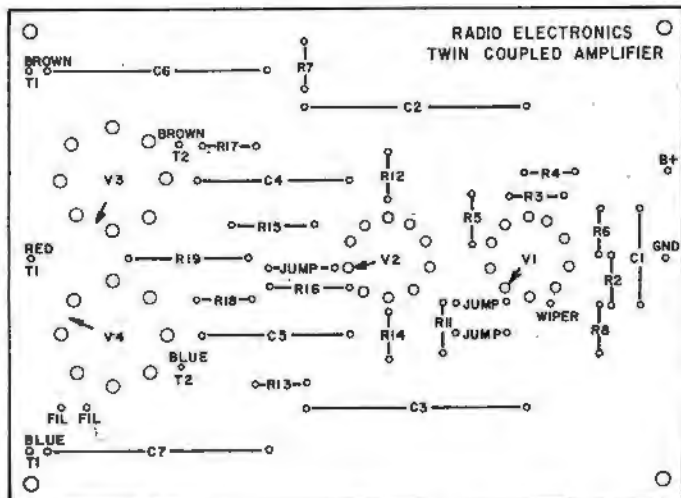 RADIO ELECTRONICS
TWIN COUPLED AMPLIFIER
BROWN
T1
C6
R7
C2
BROWN
T2
R17
C4
R12
R4
R3
B+
V3
R15
R5
R6
C1
GND
RED
T1
R19
JUMP
V2
V1
R2
R16
R18
JUMP
WIPER
V4
C5
R14
R11
JUMP
R8
BLUE
T2
R13
C3
FIL FIL
BLUE
T1
C7